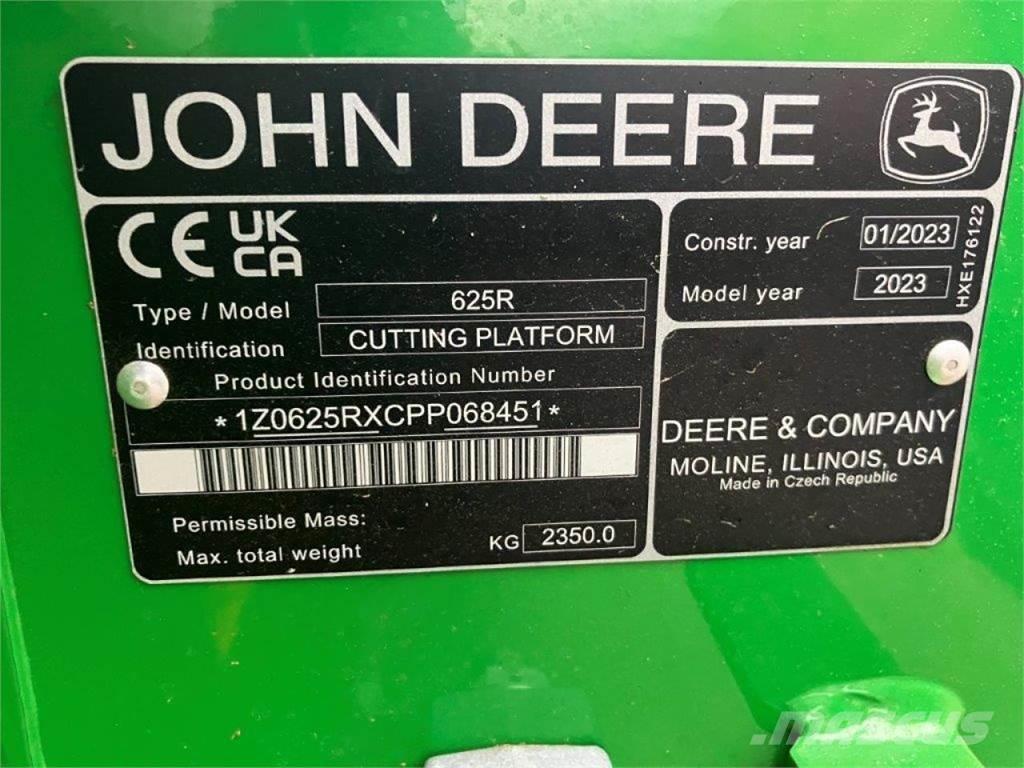 JOHN DEERE
CE UK CA
Type / Model 625R
Identification CUTTING PLATFORM
Product Identification Number
*1Z0625RXCPP068451*
Permissible Mass:
Max. total weight KG 2350.0
Constr. year 01/2023
Model year 2023
HXE176122
DEERE & COMPANY
MOLINE, ILLINOIS, USA
Made in Czech Republic
MASCUS